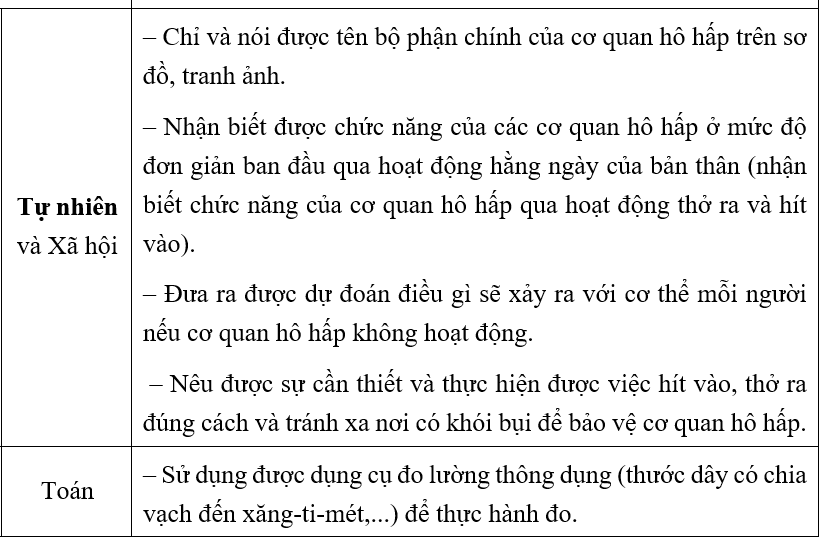 – Chỉ và nói được tên bộ phận chính của cơ quan hô hấp trên sơ
đồ, tranh ảnh.
– Nhận biết được chức năng của các cơ quan hô hấp ở mức độ
đơn giản ban đầu qua hoạt động hằng ngày của bản thân (nhận
Tự nhiên
và Xã hội
biết chức năng của cơ quan hô hấp qua hoạt động thở ra và hít
vào).
– Đưa ra được dự đoán điều gì sẽ xảy ra với cơ thể mỗi người
nếu cơ quan hô hấp không hoạt động.
– Nêu được sự cần thiết và thực hiện được việc hít vào, thở ra
đúng cách và tránh xa nơi có khói bụi để bảo vệ cơ quan hô hấp.
Toán
– Sử dụng được dụng cụ đo lường thông dụng (thước dây có chia
vạch đến xăng-ti-mét,...) để thực hành đo.